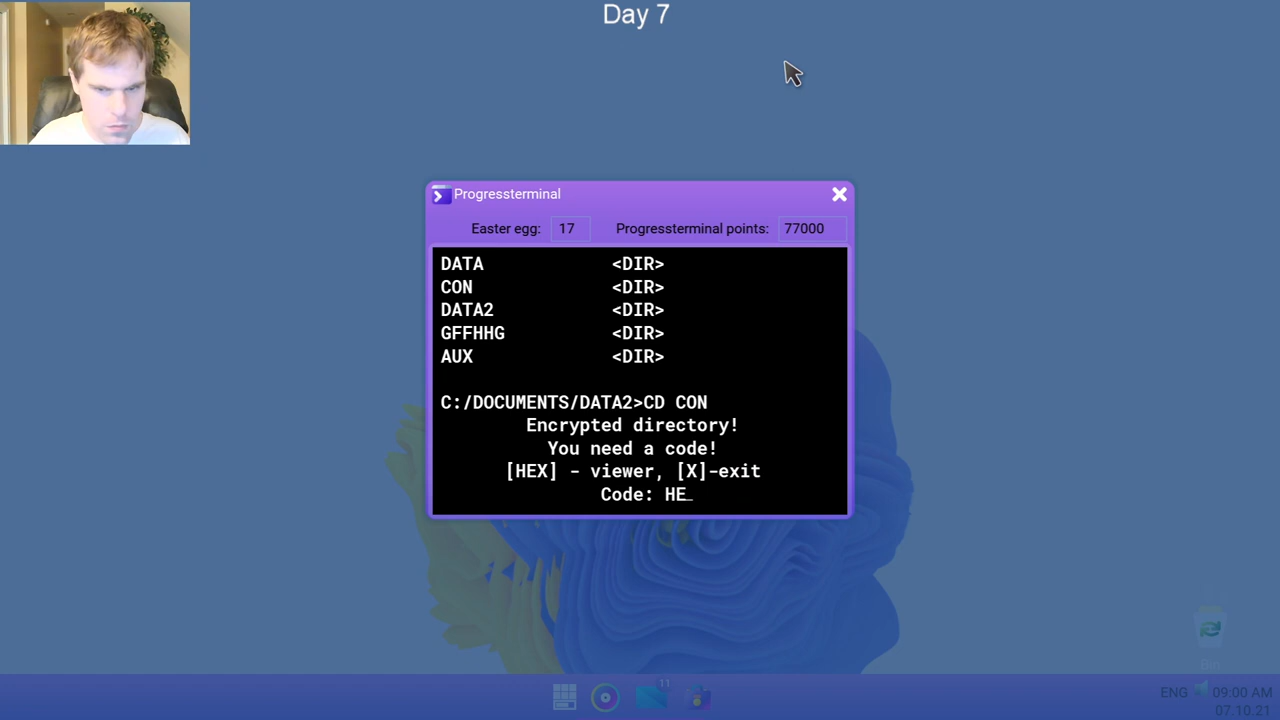 Day 7
Progressterminal
Easter egg: 17 Progressterminal points: 77000
DATA <DIR>
CON <DIR>
DATA2 <DIR>
GFFHHG <DIR>
AUX <DIR>
C:/DOCUMENTS/DATA2>CD CON
Encrypted directory!
You need a code!
[HEX] - viewer, [X]-exit
Code: HE_
Bin
11
ENG 09:00 AM
07.10.21